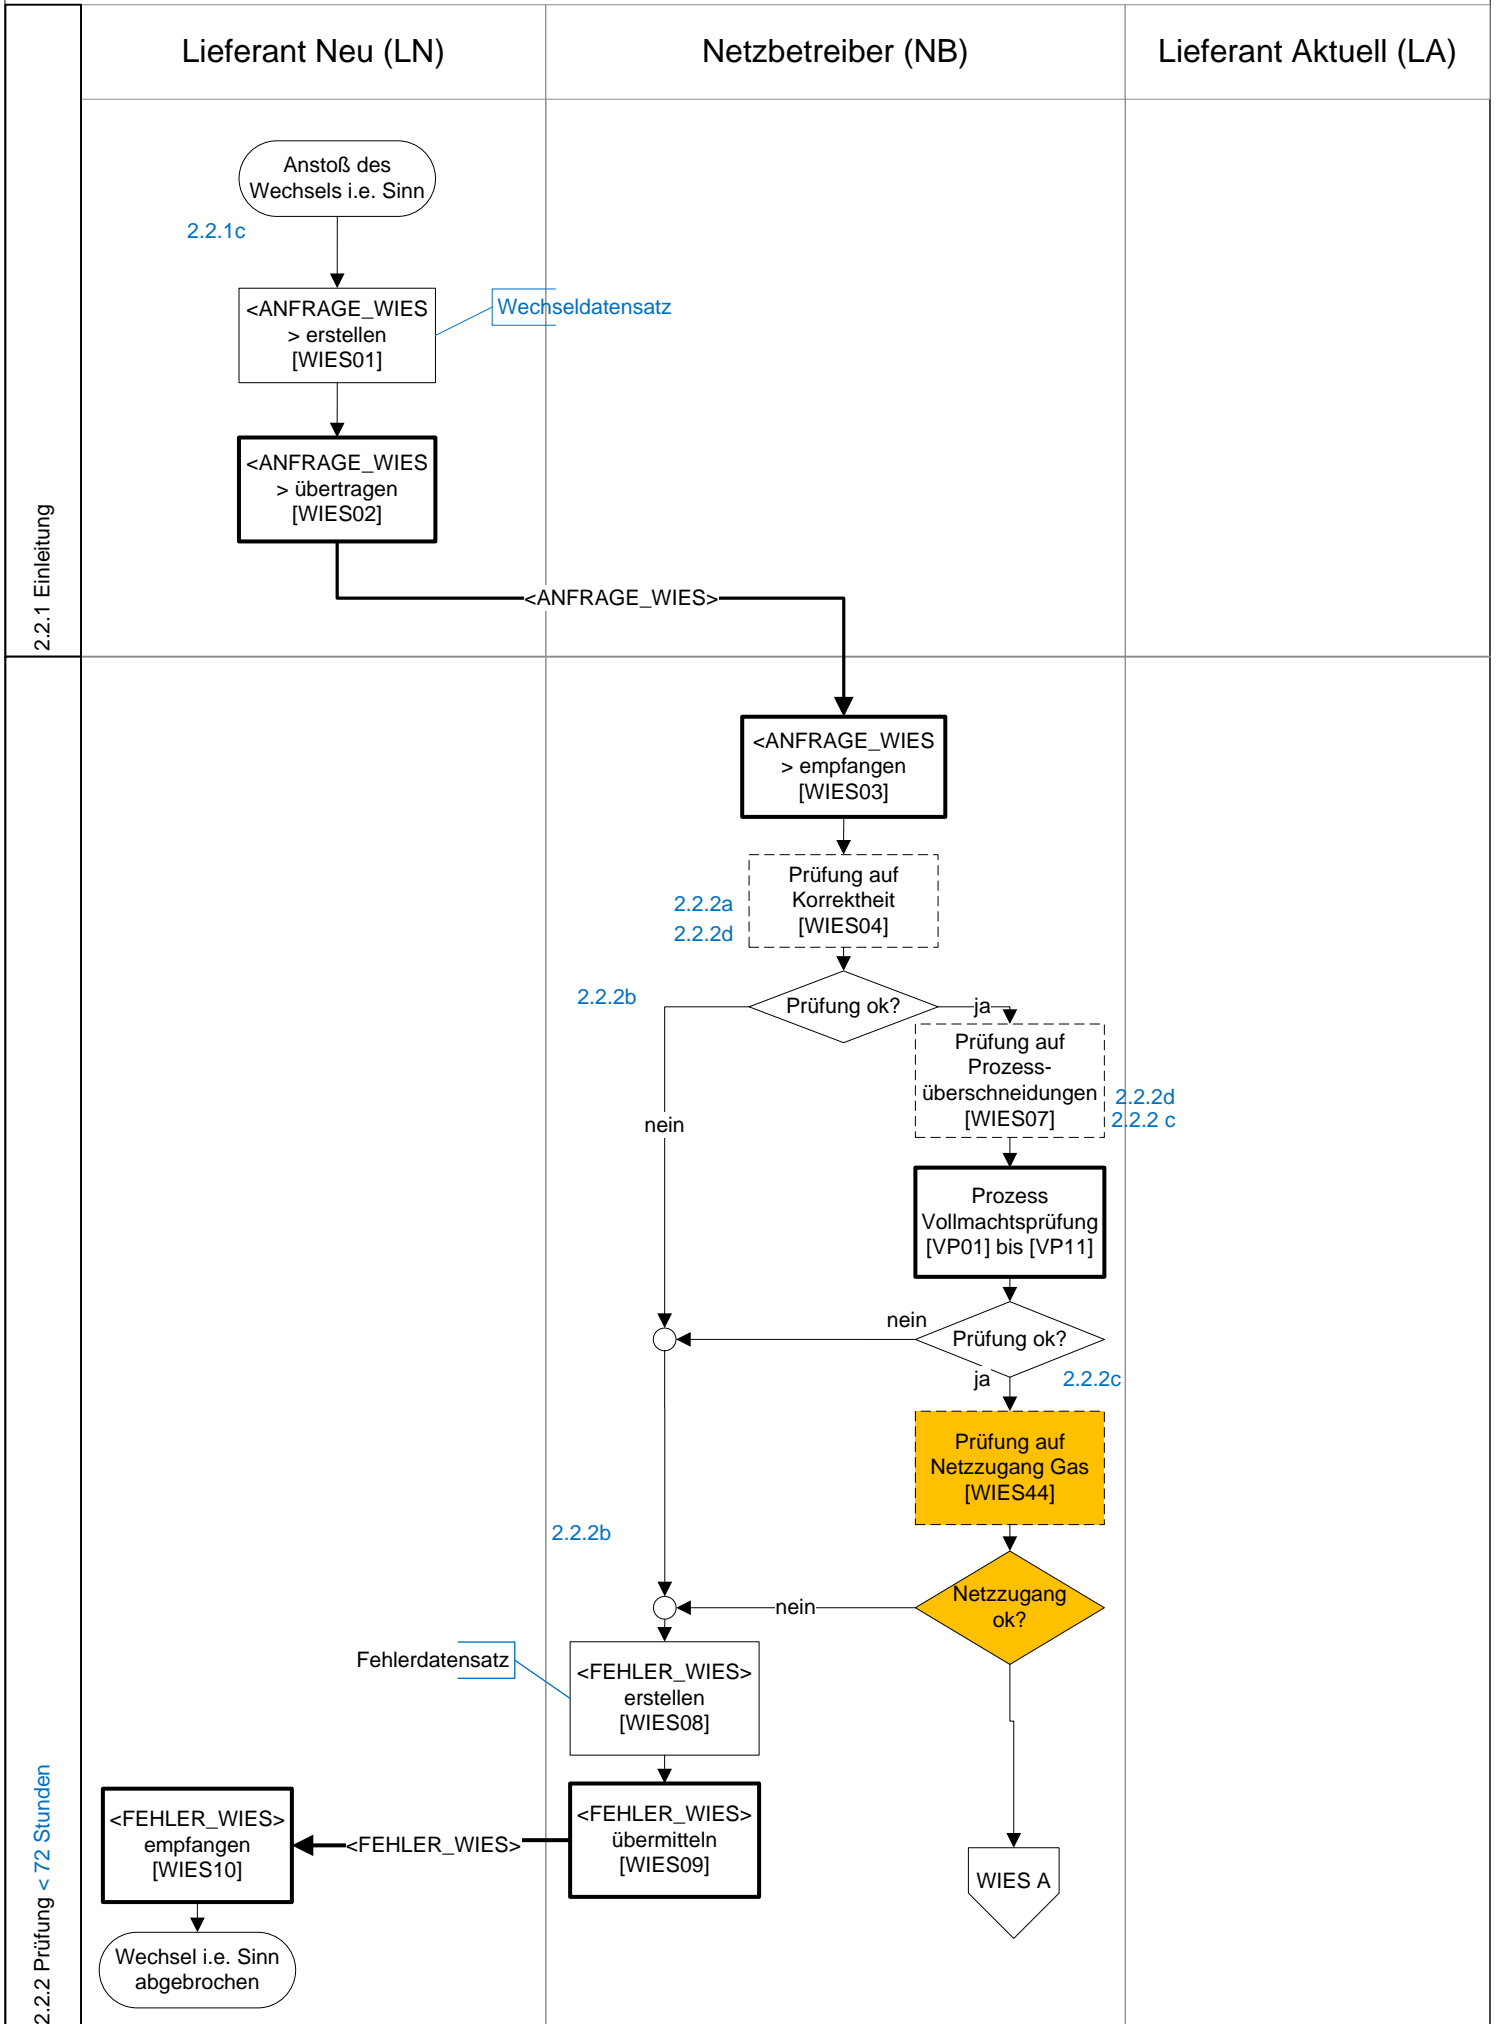 Lieferant Neu (LN)
Netzbetreiber (NB)
Lieferant Aktuell (LA)
2.2.1 Einleitung
Anstoß des
Wechsels i.e. Sinn
2.2.1c
<ANFRAGE_WIES
> erstellen
[WIES01]
Wechseldatensatz
<ANFRAGE_WIES
> übertragen
[WIES02]
<ANFRAGE_WIES>
2.2.2 Prüfung < 72 Stunden
<ANFRAGE_WIES
> empfangen
[WIES03]
Prüfung auf
Korrektheit
[WIES04]
2.2.2a
2.2.2d
2.2.2b
Prüfung ok?
ja
Prüfung auf
Prozess-
überschneidungen
[WIES07]
2.2.2d
2.2.2 c
nein
Prozess
Vollmachtsprüfung
[VP01] bis [VP11]
nein
Prüfung ok?
ja
2.2.2c
Prüfung auf
Netzzugang Gas
[WIES44]
2.2.2b
Netzzugang
ok?
nein
Fehlerdatensatz
<FEHLER_WIES>
erstellen
[WIES08]
<FEHLER_WIES>
übermitteln
[WIES09]
<FEHLER_WIES>
<FEHLER_WIES>
empfangen
[WIES10]
WIES A
Wechsel i.e. Sinn
abgebrochen